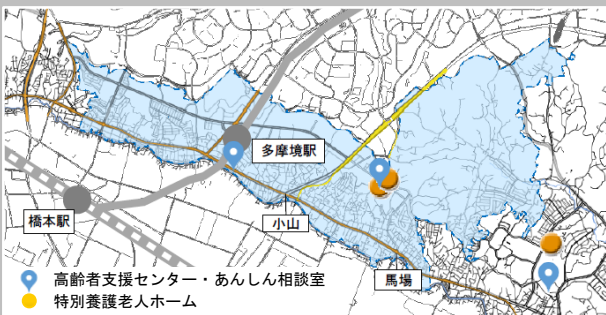 多摩境駅
橋本駅
小山
馬場
高齢者支援センター・あんしん相談室
特別養護老人ホーム